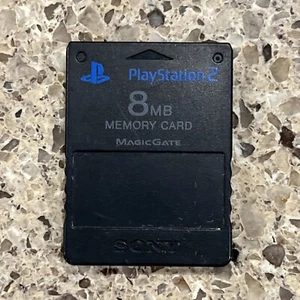 PlayStation 2
8MB
MEMORY CARD
MAGICGATE
SONY